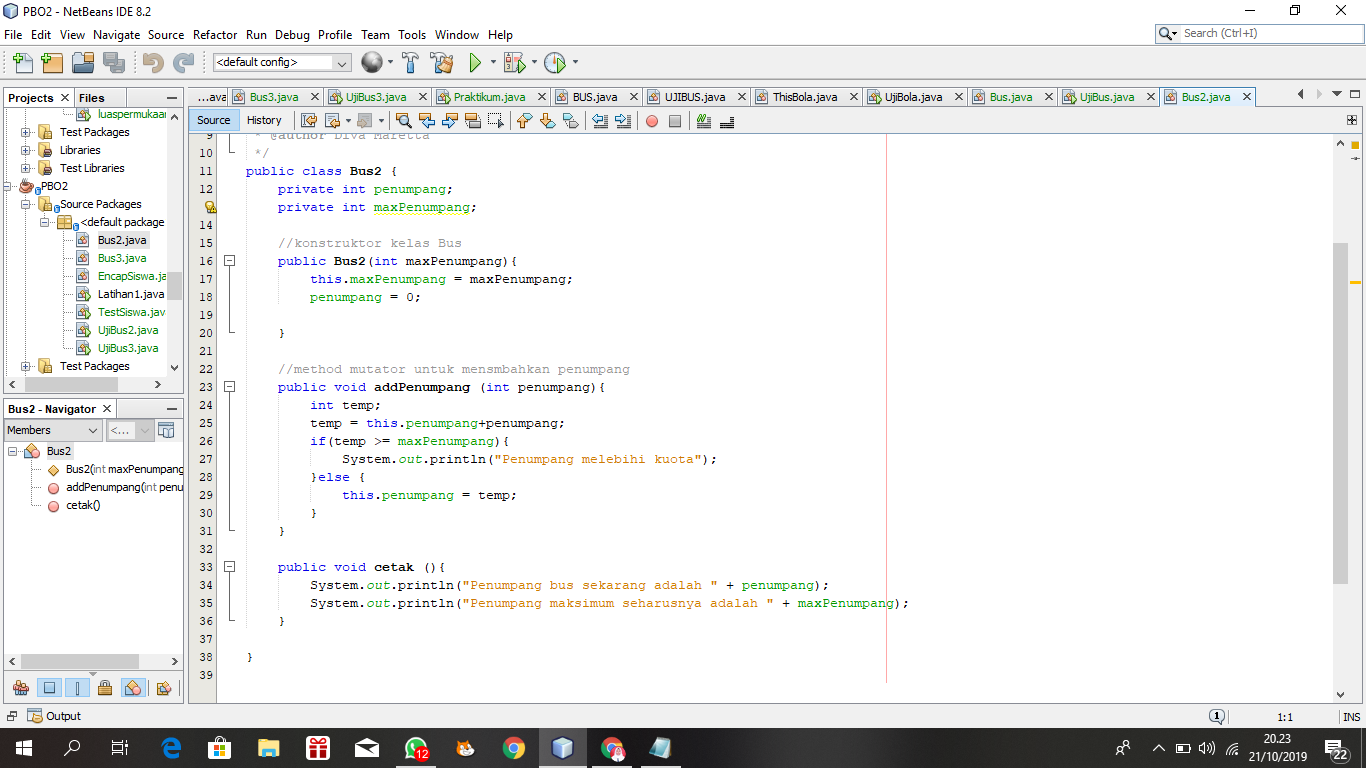 PBO2 - NetBeans IDE 8.2
File Edit View Navigate Source Refactor Run Debug Profile Team Tools Window Help
Search (Ctrl+I)
<default config>
Projects Files
...ava Bus3.java UjiBus3.java Praktikum.java BUS.java UJIBUS.java ThisBola.java UjiBola.java Bus.java UjiBus.java Bus2.java
Source History
luaspermukaar
Test Packages
Libraries
Test Libraries
PBO2
Source Packages
<default package
Bus2.java
Bus3.java
EncapSiswa.ja
Latihan1.java
TestSiswa.jav
UjiBus2.java
UjiBus3.java
Test Packages
Bus2 - Navigator
Members <...
Bus2
Bus2(int maxPenumpang
addPenumpang(int penu
cetak()
9 * @author Diva Maretta
10 */
11 public class Bus2 {
12 private int penumpang;
private int maxPenumpang;
14
15 //konstruktor kelas Bus
16 public Bus2(int maxPenumpang){
17 this.maxPenumpang = maxPenumpang;
18 penumpang = 0;
19
20 }
21
22 //method mutator untuk mensmbahkan penumpang
23 public void addPenumpang (int penumpang){
24 int temp;
25 temp = this.penumpang+penumpang;
26 if(temp >= maxPenumpang){
27 System.out.println("Penumpang melebihi kuota");
28 }else {
29 this.penumpang = temp;
30 }
31 }
32
33 public void cetak (){
34 System.out.println("Penumpang bus sekarang adalah " + penumpang);
35 System.out.println("Penumpang maksimum seharusnya adalah " + maxPenumpang);
36 }
37
38 }
39
Output
1 1:1 INS
12
20.23
21/10/2019
22